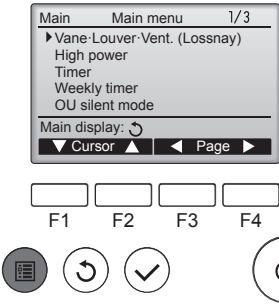 Main Main menu 1/3
Vane·Louver·Vent. (Lossnay)
High power
Timer
Weekly timer
OU silent mode
Main display:
Cursor Page
F1 F2 F3 F4